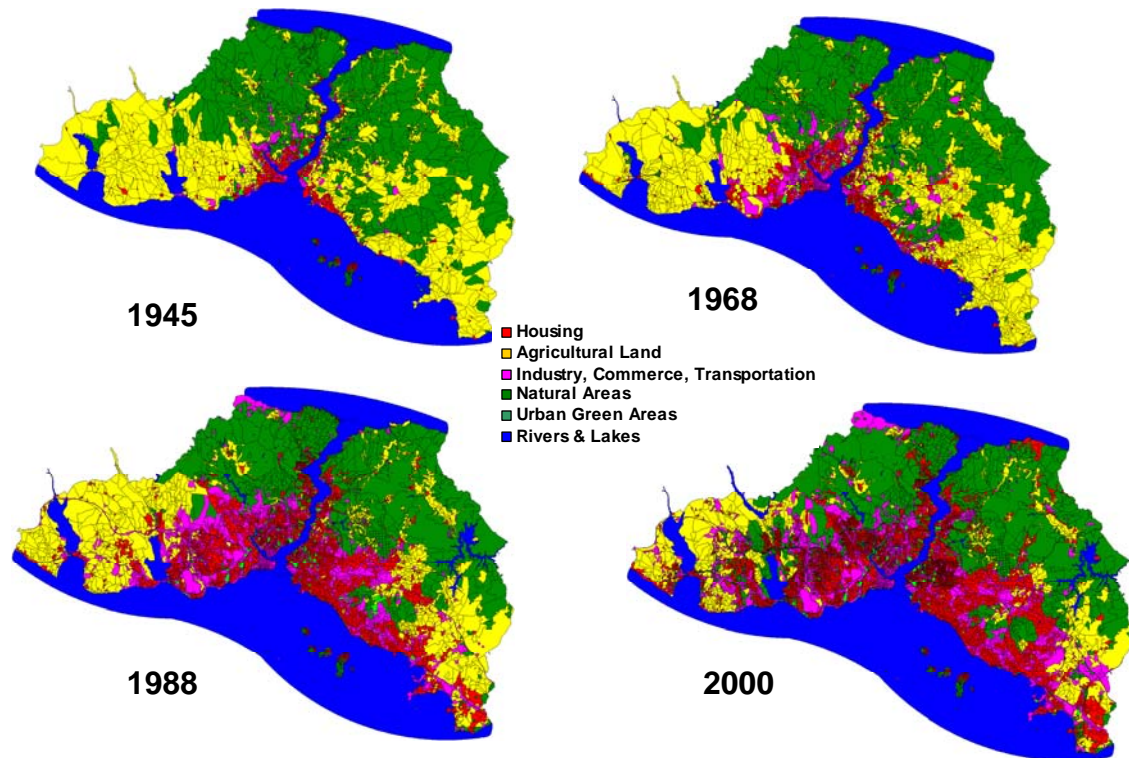 1945
1968
Housing
Agricultural Land
Industry, Commerce, Transportation
Natural Areas
Urban Green Areas
Rivers & Lakes
1988
2000